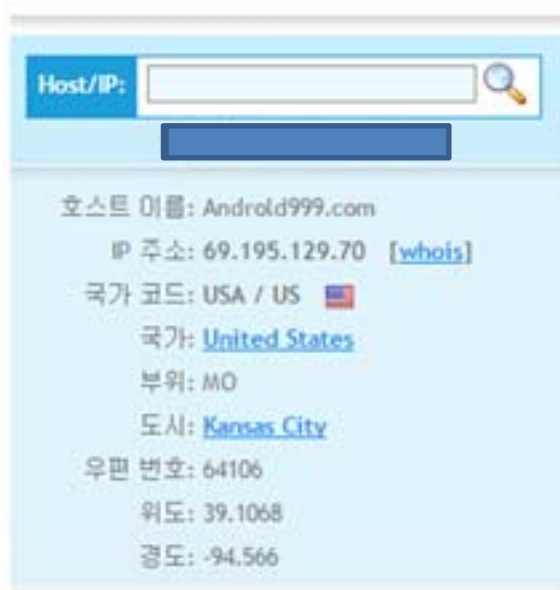 Host/IP:
호스트 이름: Android999.com
IP 주소: 69.195.129.70 [whois]
국가 코드: USA / US
국가: United States
부위: MO
도시: Kansas City
우편 번호: 64106
위도: 39.1068
경도: -94.566